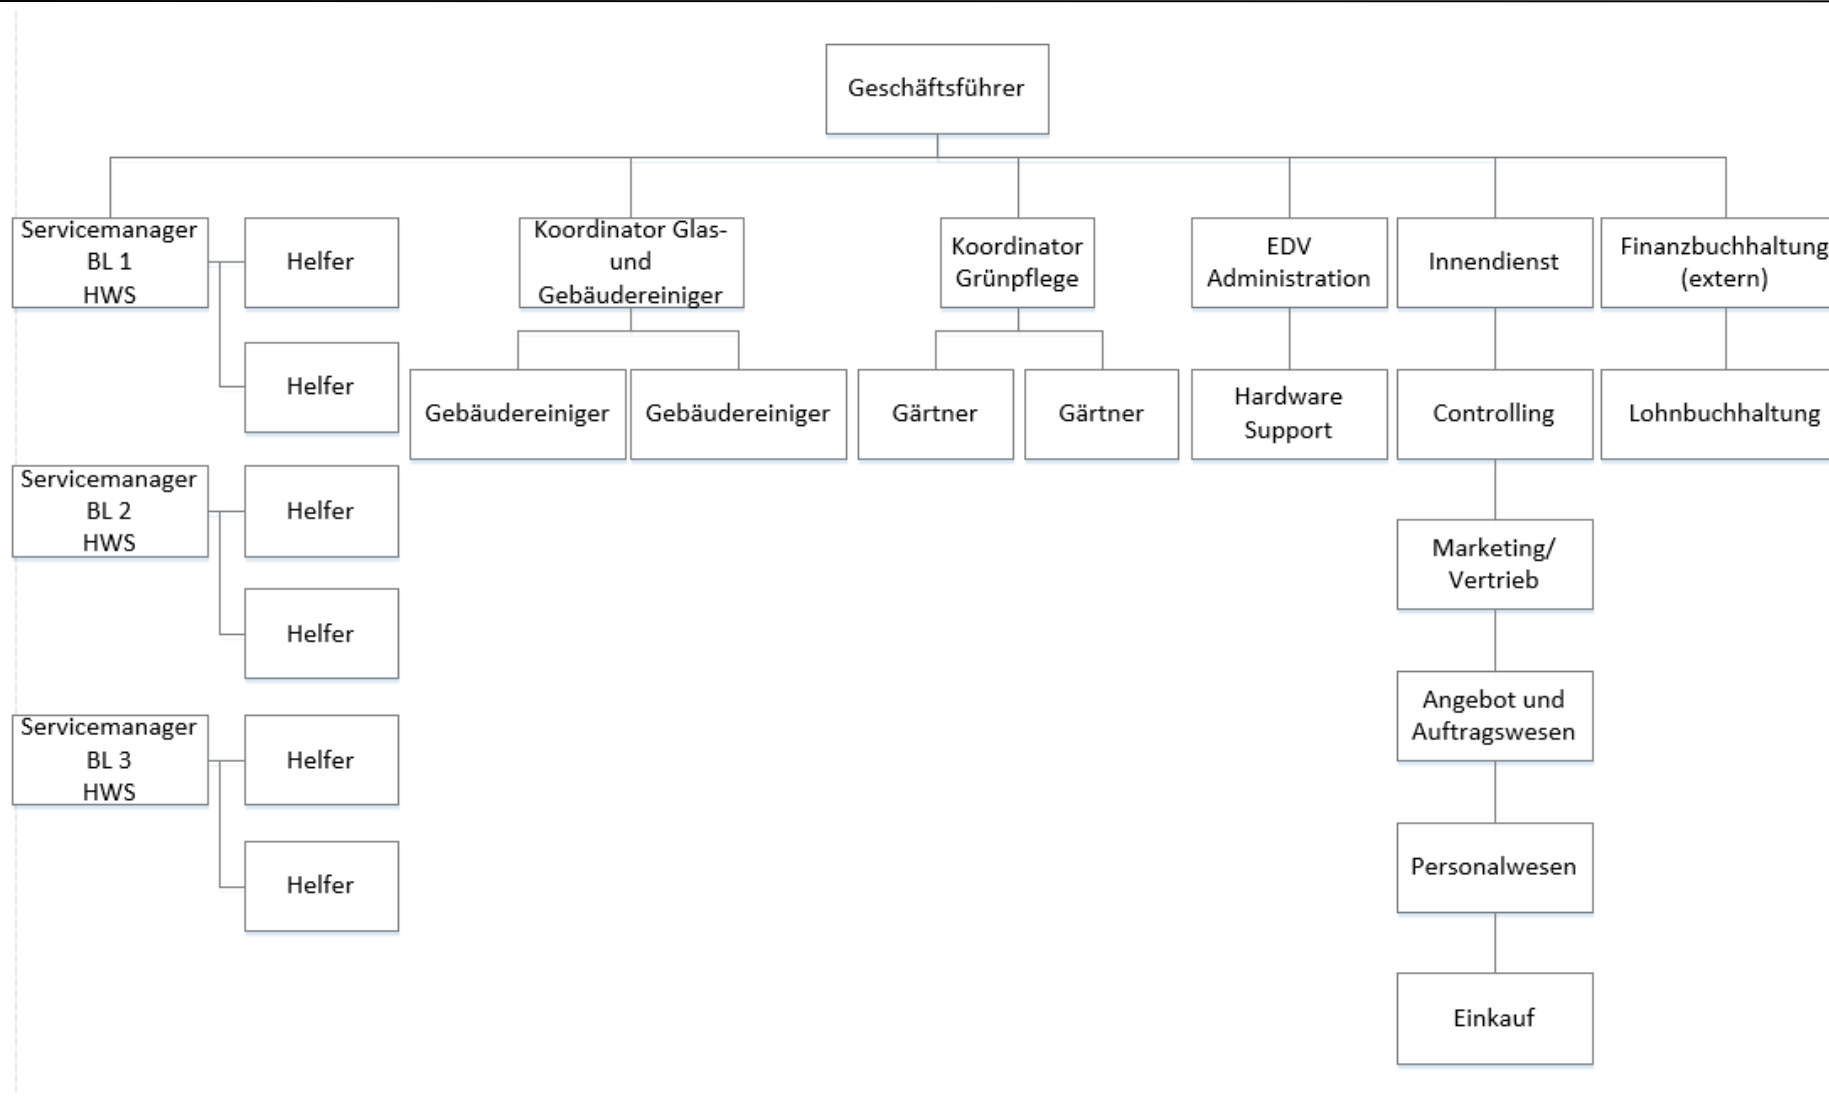 Geschäftsführer
Servicemanager
BL 1
HWS
Helfer
Helfer
Koordinator Glas-
und
Gebäudereiniger
Gebäudereiniger
Gebäudereiniger
Koordinator
Grünpflege
Gärtner
Gärtner
EDV
Administration
Hardware
Support
Innendienst
Controlling
Marketing/
Vertrieb
Angebot und
Auftragswesen
Personalwesen
Einkauf
Finanzbuchhaltung
(extern)
Lohnbuchhaltung
Servicemanager
BL 2
HWS
Helfer
Helfer
Servicemanager
BL 3
HWS
Helfer
Helfer